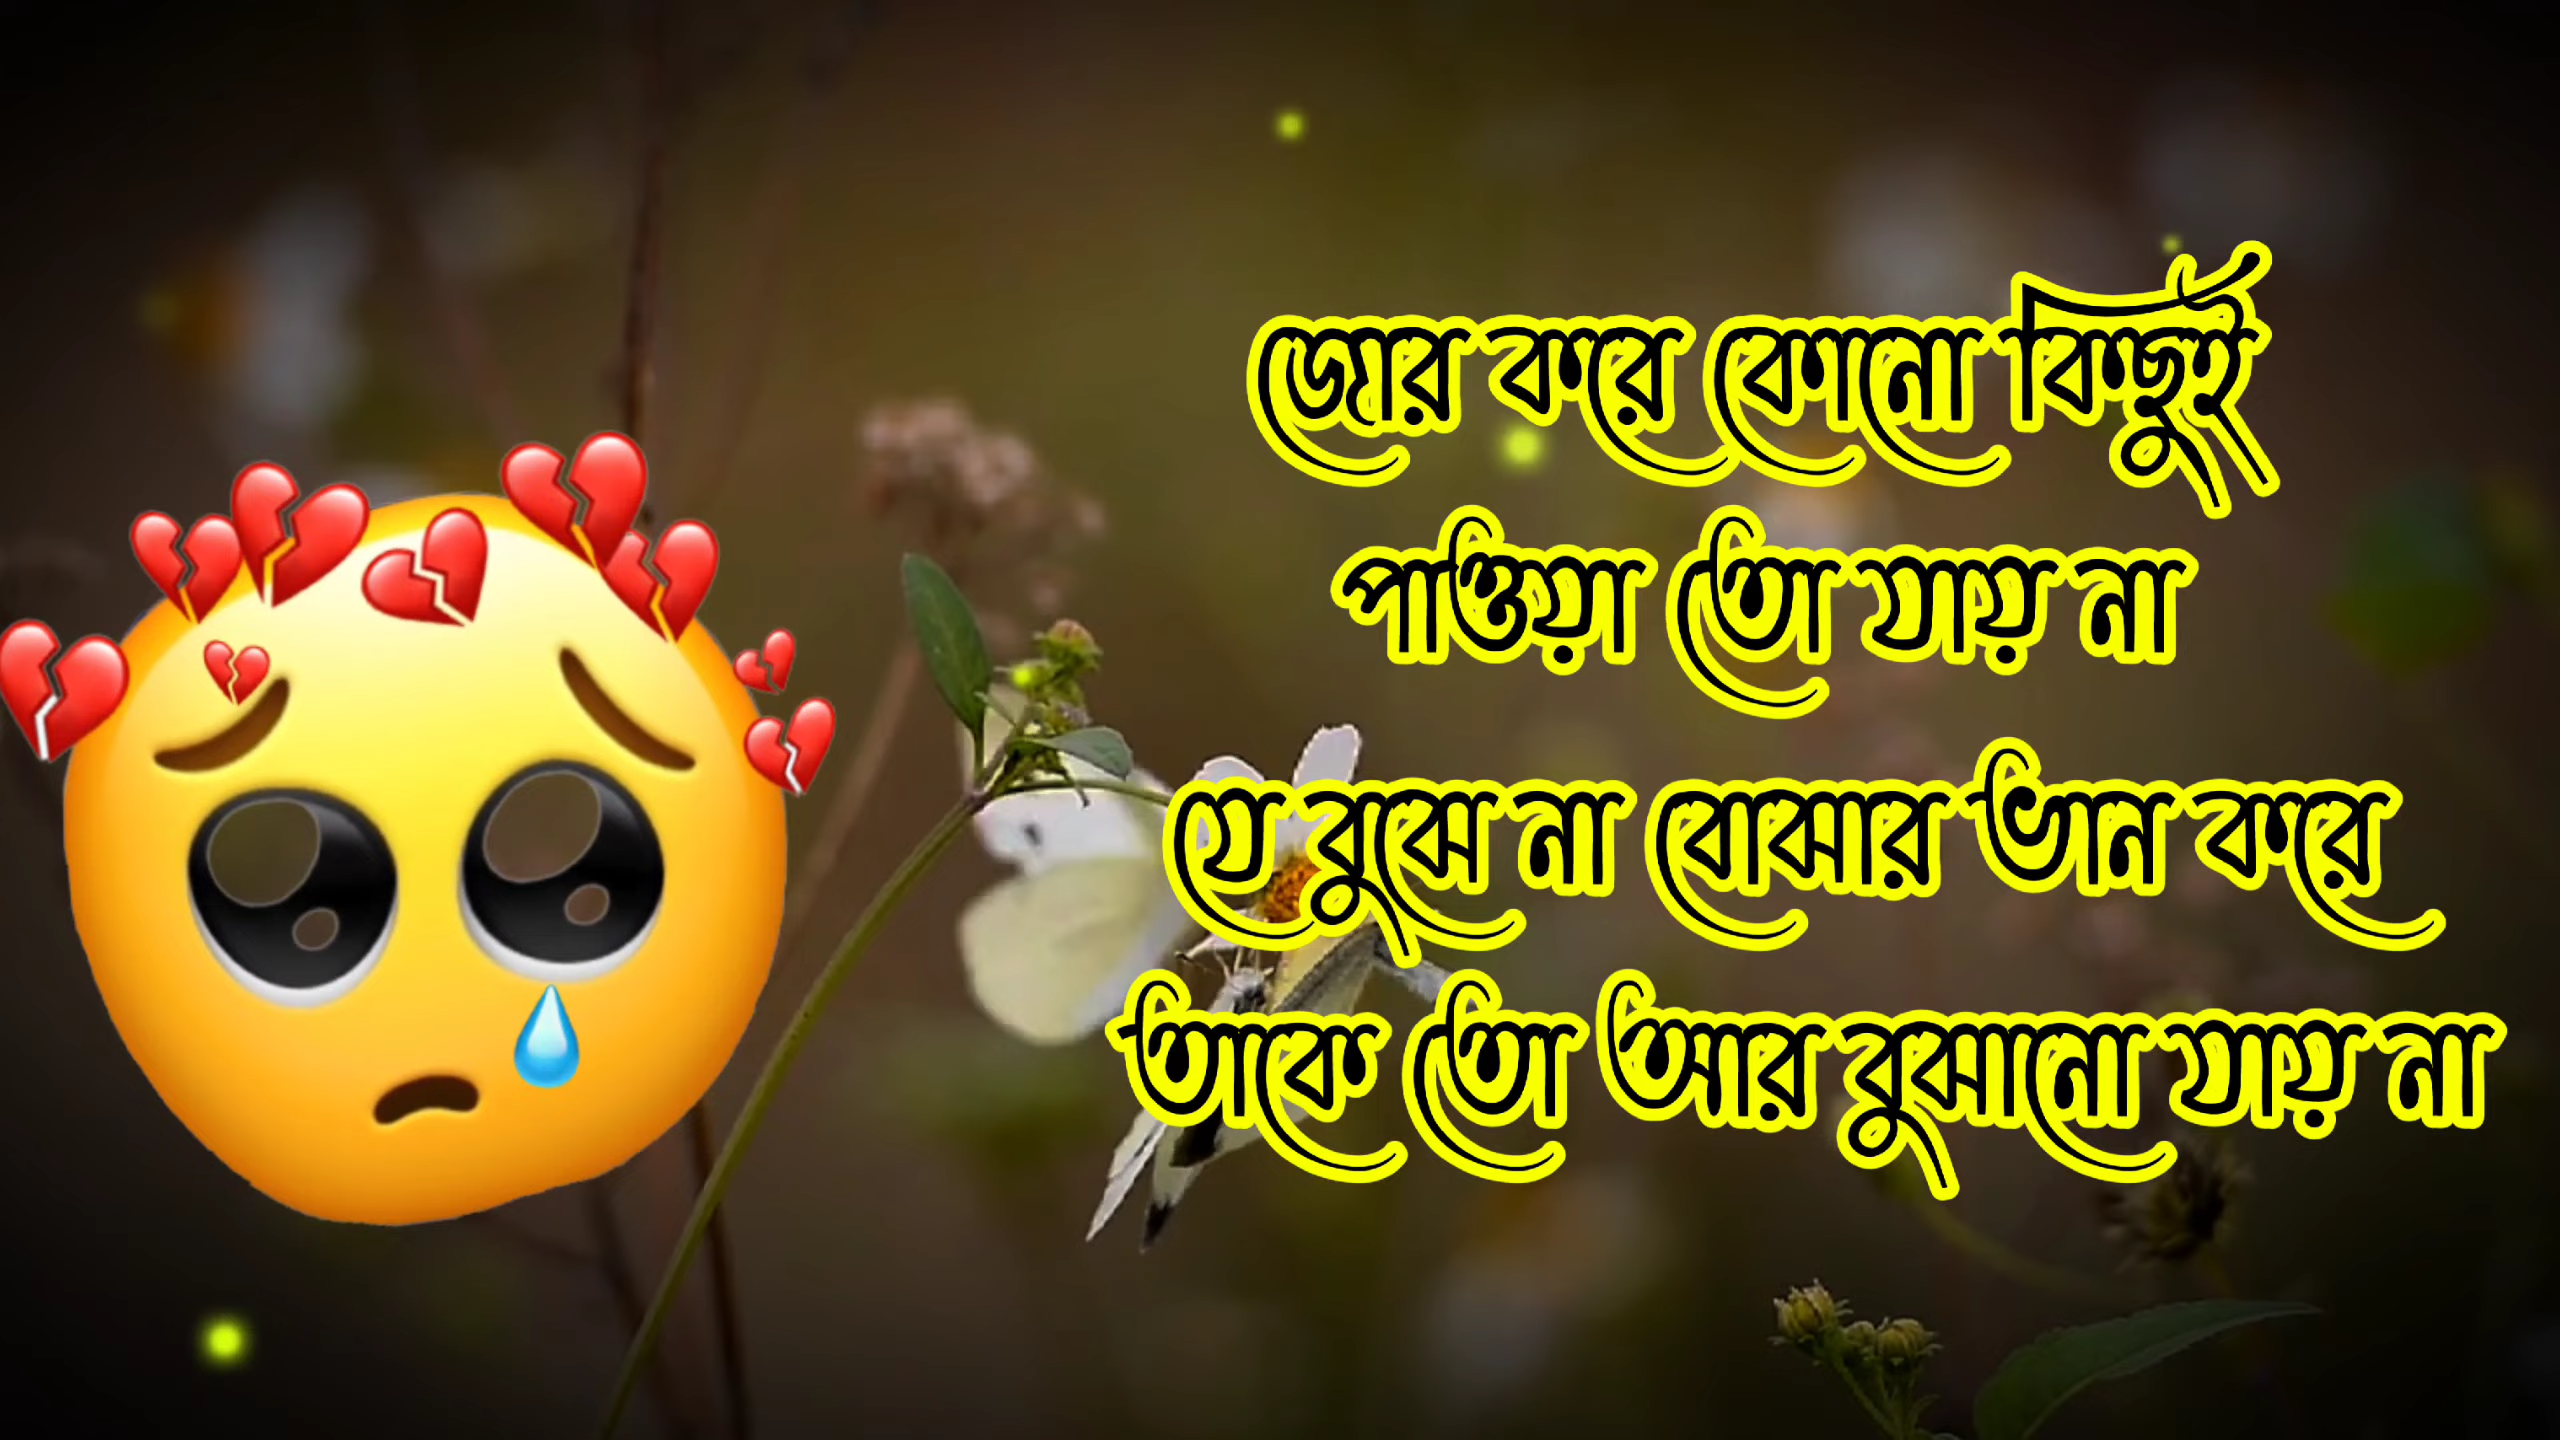 জোর করে কোনো কিছুই
পাওয়া তো যায় না
যে বুঝে না বোঝার ভান করে
তাকে তো আর বুঝানো যায় না